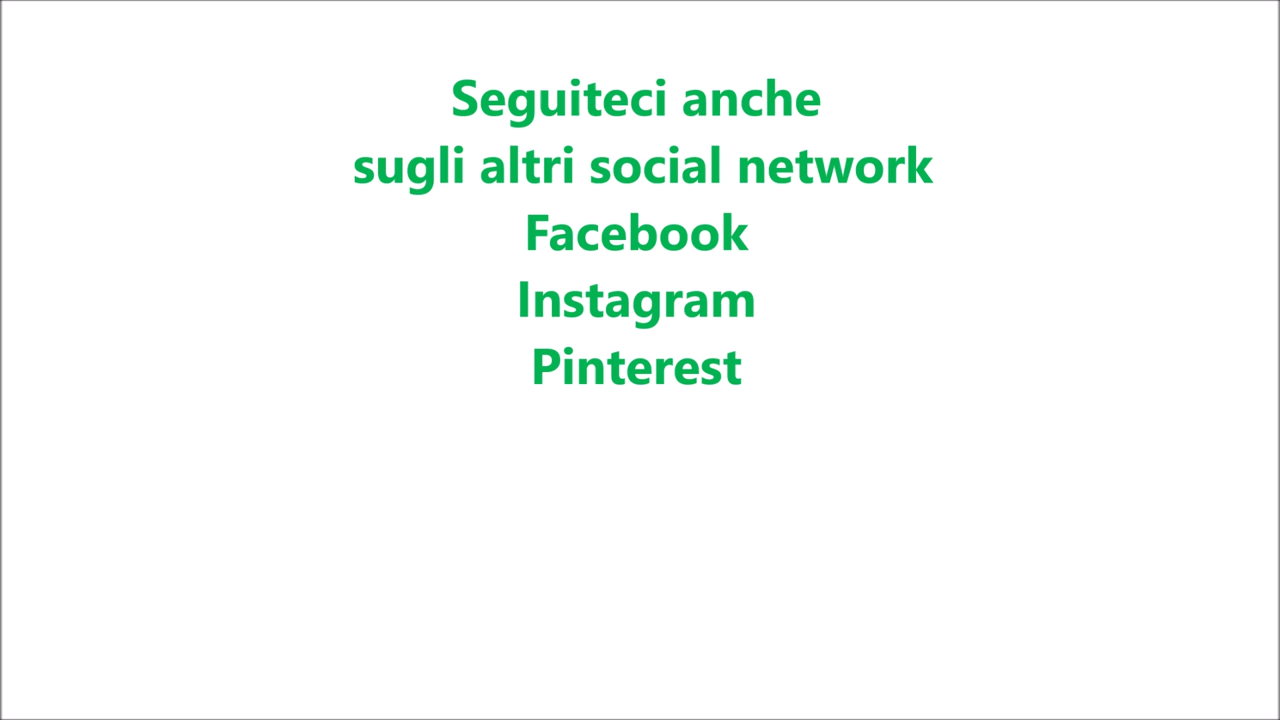 Seguiteci anche
sugli altri social network
Facebook
Instagram
Pinterest